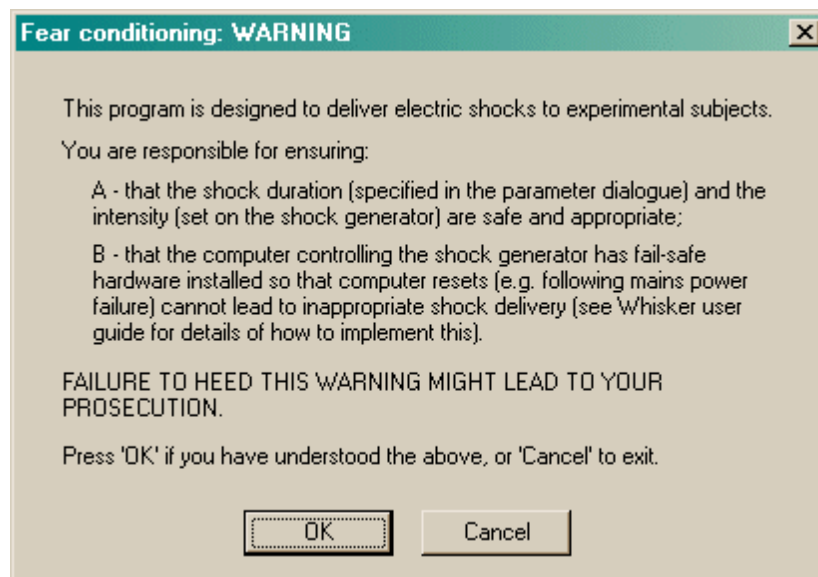 Fear conditioning: WARNING
This program is designed to deliver electric shocks to experimental subjects.
You are responsible for ensuring:
A - that the shock duration (specified in the parameter dialogue) and the
intensity (set on the shock generator) are safe and appropriate;
B - that the computer controlling the shock generator has fail-safe
hardware installed so that computer resets (e.g. following mains power
failure) cannot lead to inappropriate shock delivery (see Whisker user
guide for details of how to implement this).
FAILURE TO HEED THIS WARNING MIGHT LEAD TO YOUR
PROSECUTION.
Press 'OK' if you have understood the above, or 'Cancel' to exit.
OK Cancel